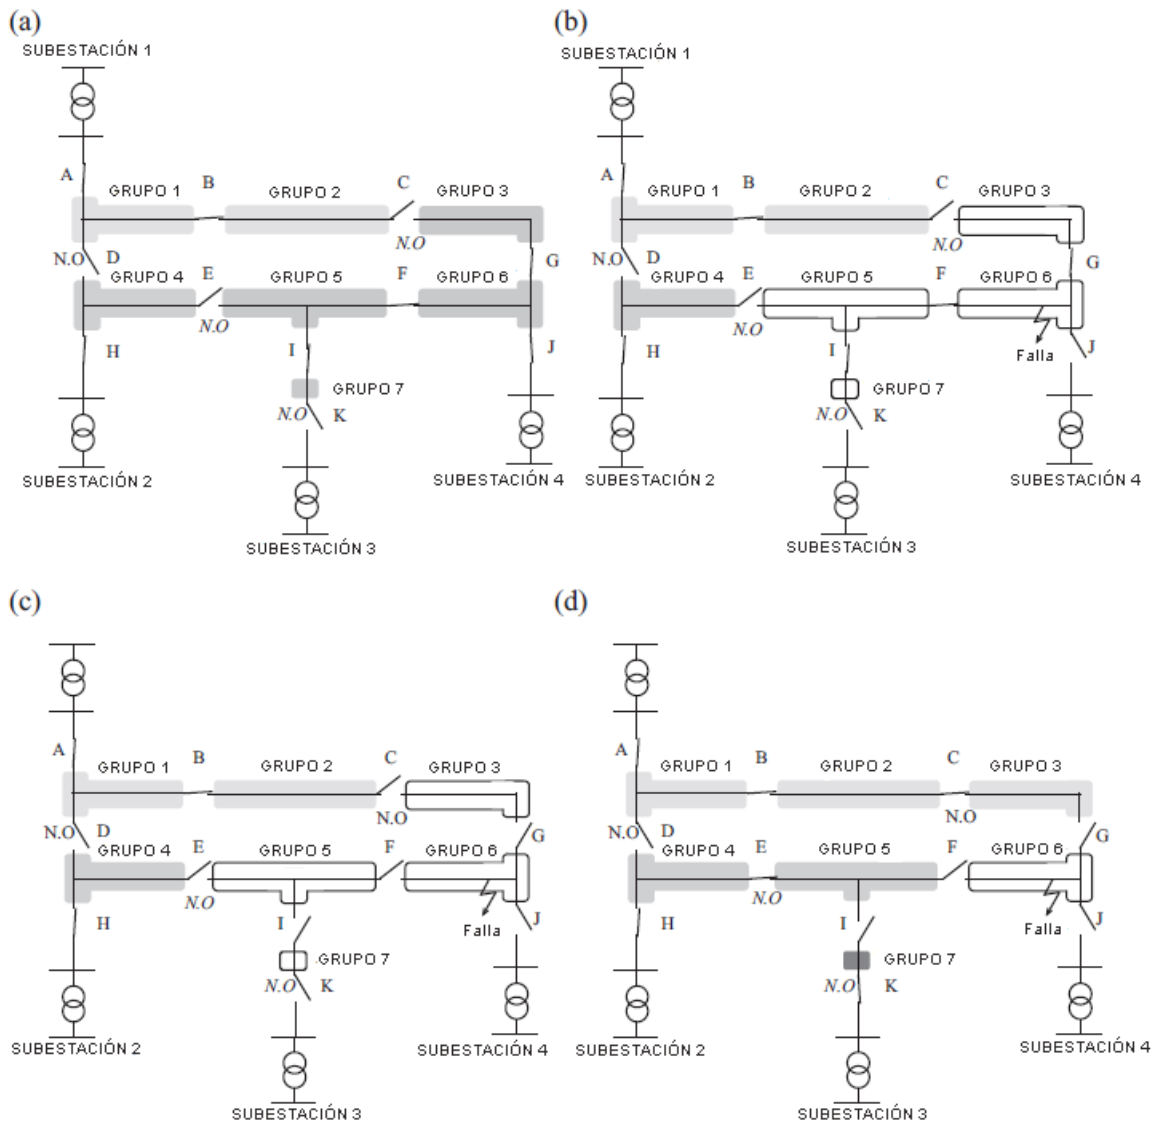 (a)
SUBESTACIÓN 1
A
GRUPO 1
B
GRUPO 2
C
GRUPO 3
N.O
N.O
D
G
GRUPO 4
E
GRUPO 5
F
GRUPO 6
N.O
H
I
J
GRUPO 7
N.O
K
SUBESTACIÓN 2
SUBESTACIÓN 4
SUBESTACIÓN 3
(b)
SUBESTACIÓN 1
A
GRUPO 1
B
GRUPO 2
C
GRUPO 3
N.O
N.O
D
G
GRUPO 4
E
GRUPO 5
F
GRUPO 6
N.O
H
I
Falla
J
GRUPO 7
N.O
K
SUBESTACIÓN 2
SUBESTACIÓN 4
SUBESTACIÓN 3
(c)
A
GRUPO 1
B
GRUPO 2
C
GRUPO 3
N.O
N.O
D
G
GRUPO 4
E
GRUPO 5
F
GRUPO 6
N.O
H
I
Falla
J
GRUPO 7
N.O
K
SUBESTACIÓN 2
SUBESTACIÓN 4
SUBESTACIÓN 3
(d)
A
GRUPO 1
B
GRUPO 2
C
GRUPO 3
N.O
N.O
D
G
GRUPO 4
E
GRUPO 5
F
GRUPO 6
N.O
H
I
Falla
J
GRUPO 7
N.O
K
SUBESTACIÓN 2
SUBESTACIÓN 4
SUBESTACIÓN 3